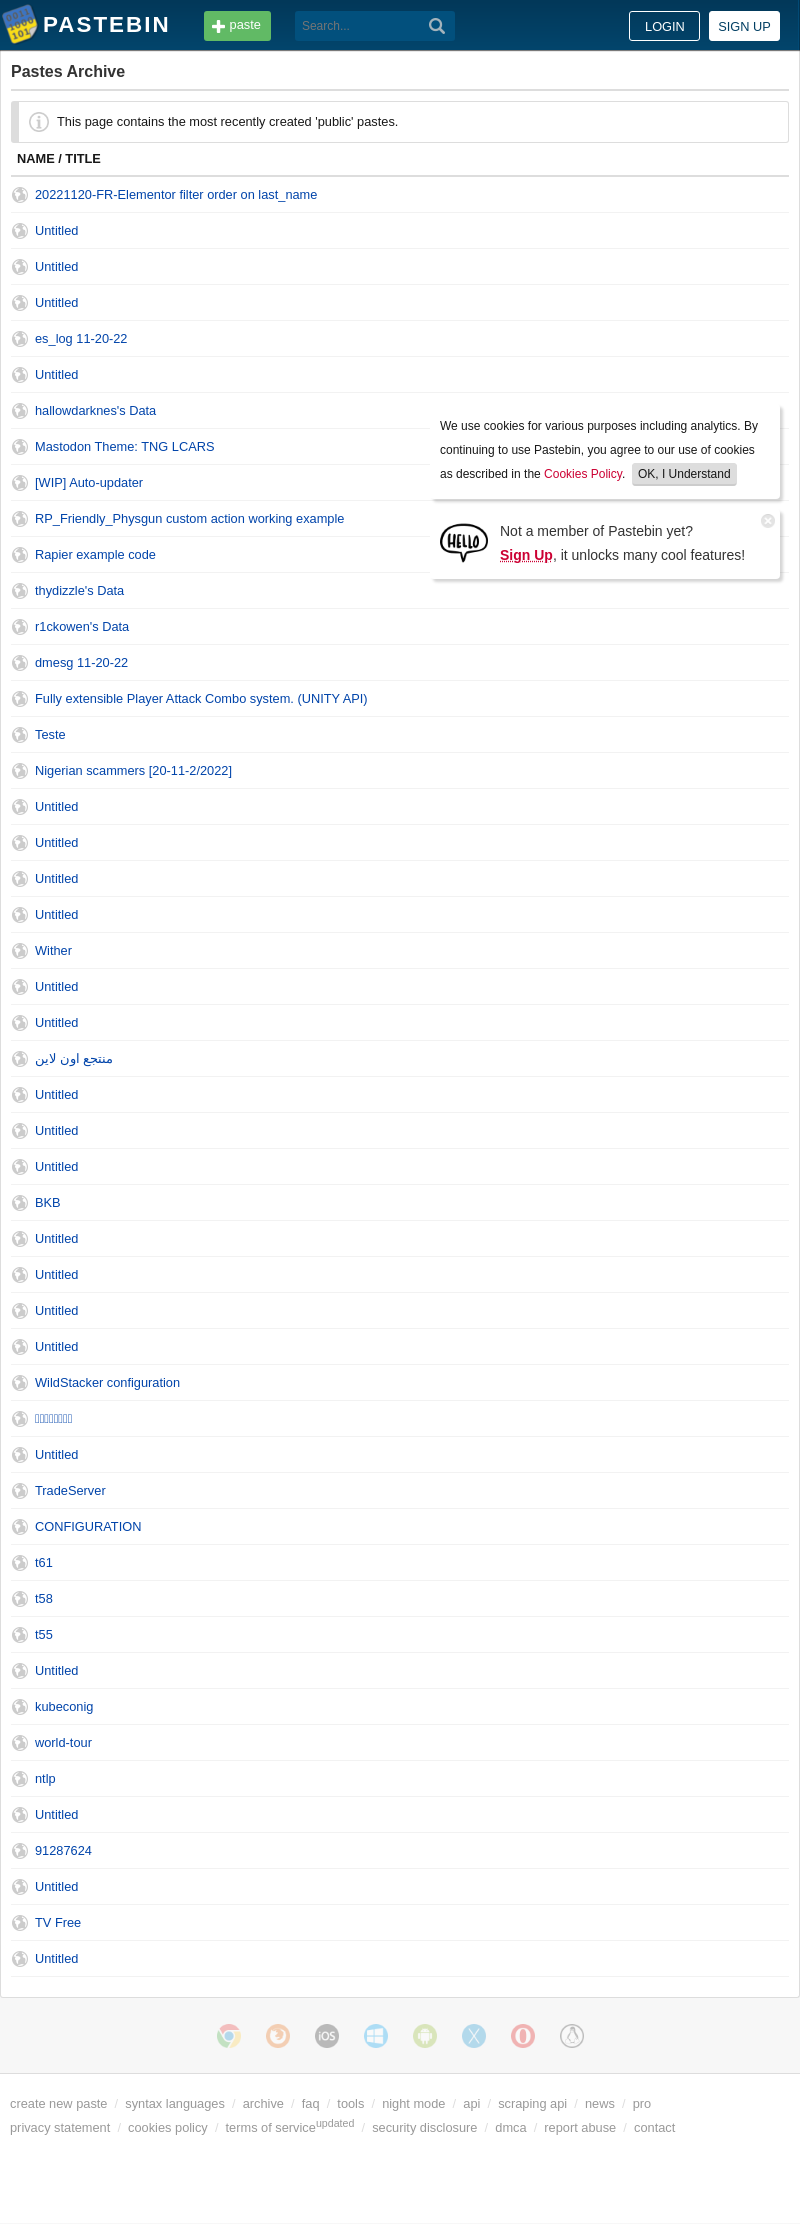 PASTEBIN
paste
Search...
LOGIN
SIGN UP
Pastes Archive
This page contains the most recently created 'public' pastes.
NAME / TITLE
20221120-FR-Elementor filter order on last_name
Untitled
Untitled
Untitled
es_log 11-20-22
Untitled
hallowdarknes's Data
Mastodon Theme: TNG LCARS
[WIP] Auto-updater
RP_Friendly_Physgun custom action working example
Rapier example code
thydizzle's Data
r1ckowen's Data
dmesg 11-20-22
Fully extensible Player Attack Combo system. (UNITY API)
Teste
Nigerian scammers [20-11-2/2022]
Untitled
Untitled
Untitled
Untitled
Wither
Untitled
Untitled
منتجع اون لاين
Untitled
Untitled
Untitled
BKB
Untitled
Untitled
Untitled
Untitled
WildStacker configuration
Untitled
TradeServer
CONFIGURATION
t61
t58
t55
Untitled
kubeconig
world-tour
ntlp
Untitled
91287624
Untitled
TV Free
Untitled
We use cookies for various purposes including analytics. By
continuing to use Pastebin, you agree to our use of cookies
as described in the Cookies Policy. OK, I Understand
HELLO
Not a member of Pastebin yet?
Sign Up, it unlocks many cool features!
iOS
create new paste / syntax languages / archive / faq / tools / night mode / api / scraping api / news / pro
privacy statement / cookies policy / terms of service updated / security disclosure / dmca / report abuse / contact